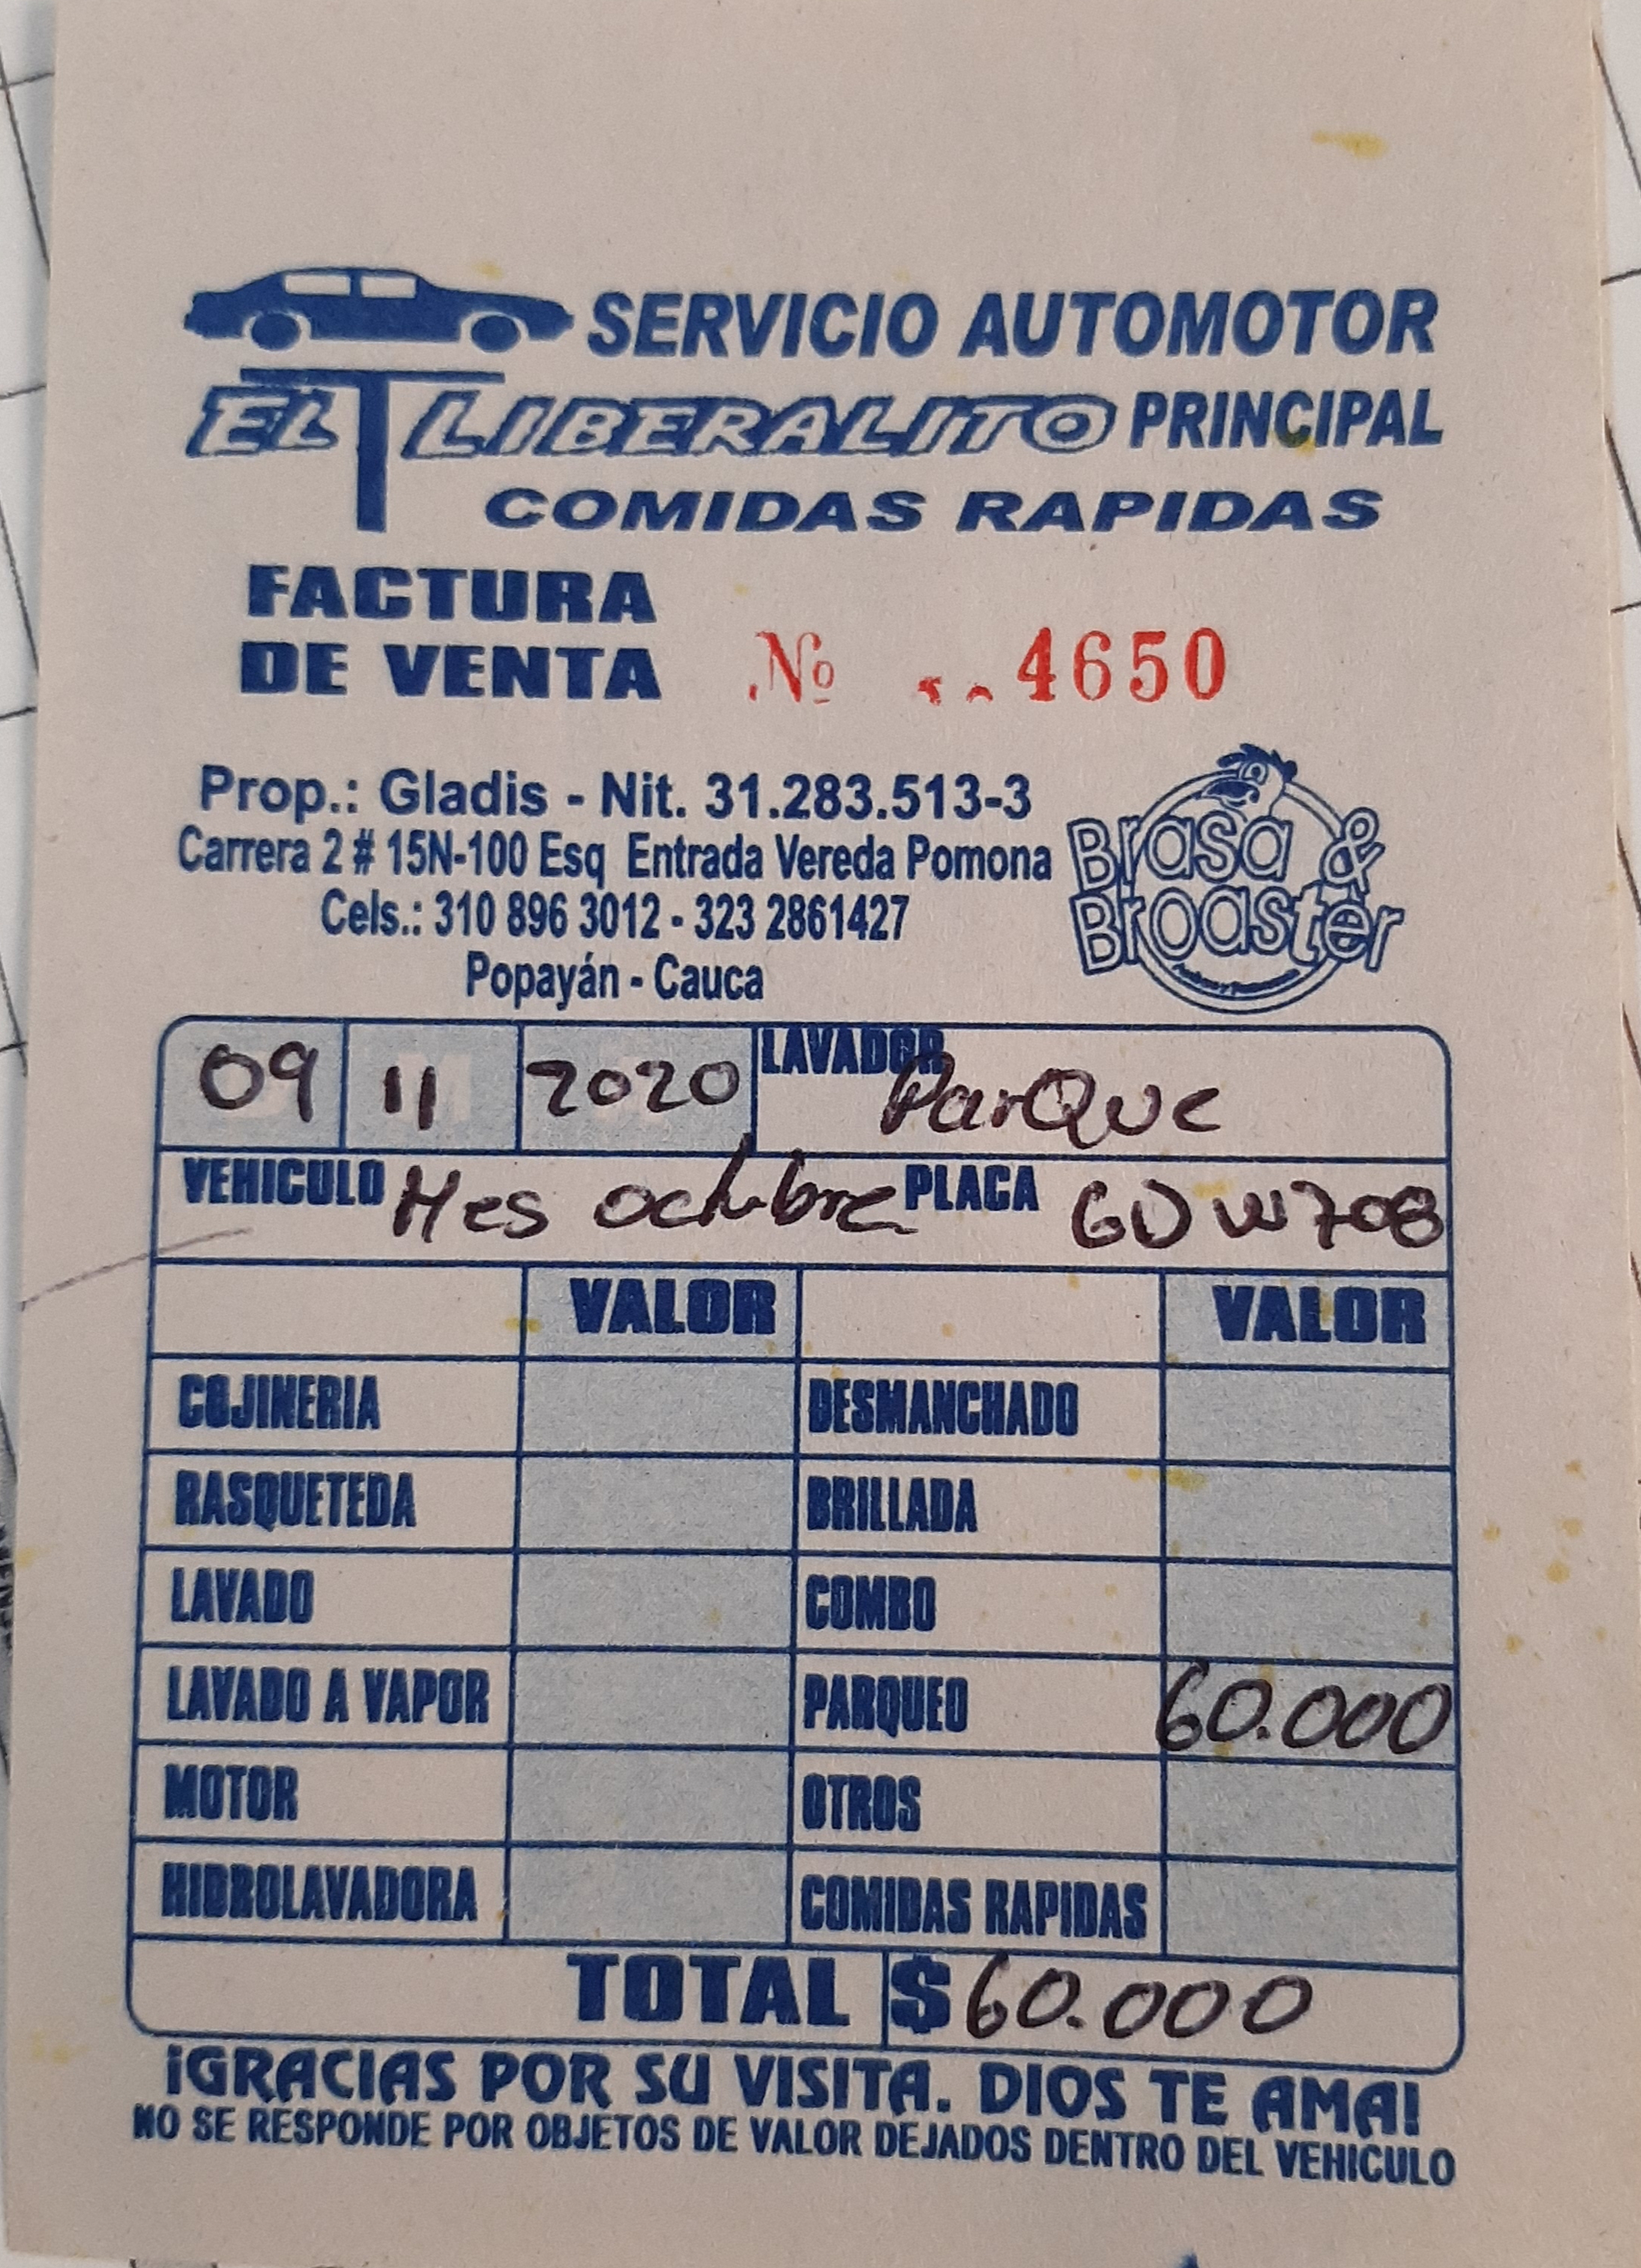 SERVICIO AUTOMOTOR
EL LIBERALITO PRINCIPAL
COMIDAS RAPIDAS
FACTURA
DE VENTA Nº 4650
Prop.: Gladis - Nit. 31.283.513-3
Carrera 2 # 15N-100 Esq Entrada Vereda Pomona
Cels.: 310 896 3012 - 323 2861427
Popayán - Cauca
Brasa &
Broaster
09 11 2020 LAVADOR ParQue
VEHICULO Mes octubre PLACA GDW708
VALOR VALOR
COJINERIA DESMANCHADO
RASQUETEDA BRILLADA
LAVADO COMBO
LAVADO A VAPOR PARQUEO 60.000
MOTOR OTROS
HIDROLAVADORA COMIDAS RAPIDAS
TOTAL $ 60.000
¡GRACIAS POR SU VISITA. DIOS TE AMA!
NO SE RESPONDE POR OBJETOS DE VALOR DEJADOS DENTRO DEL VEHICULO